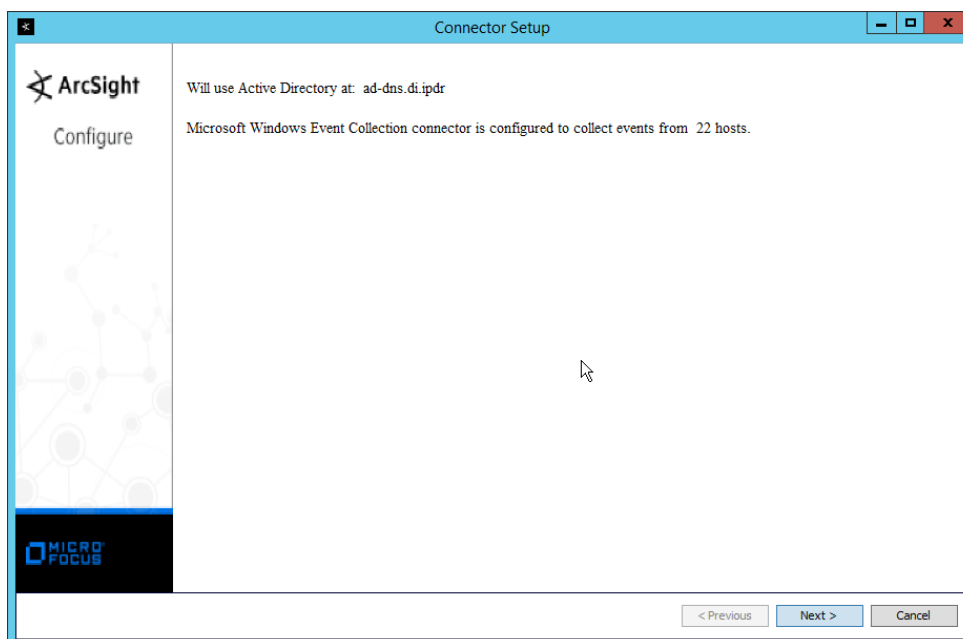 Connector Setup
ArcSight
Configure
Will use Active Directory at: ad-dns.di.ipdr
Microsoft Windows Event Collection connector is configured to collect events from 22 hosts.
MICRO
FOCUS
< Previous
Next >
Cancel